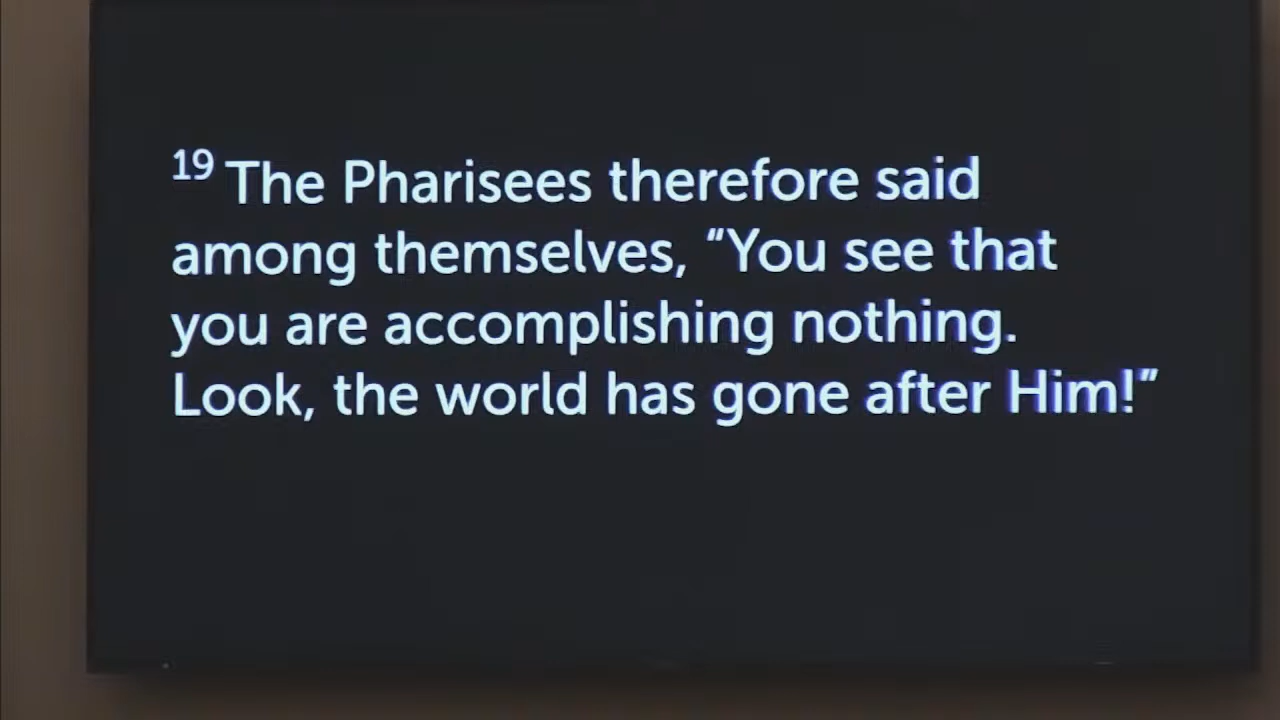 19 The Pharisees therefore said
among themselves, “You see that
you are accomplishing nothing.
Look, the world has gone after Him!”